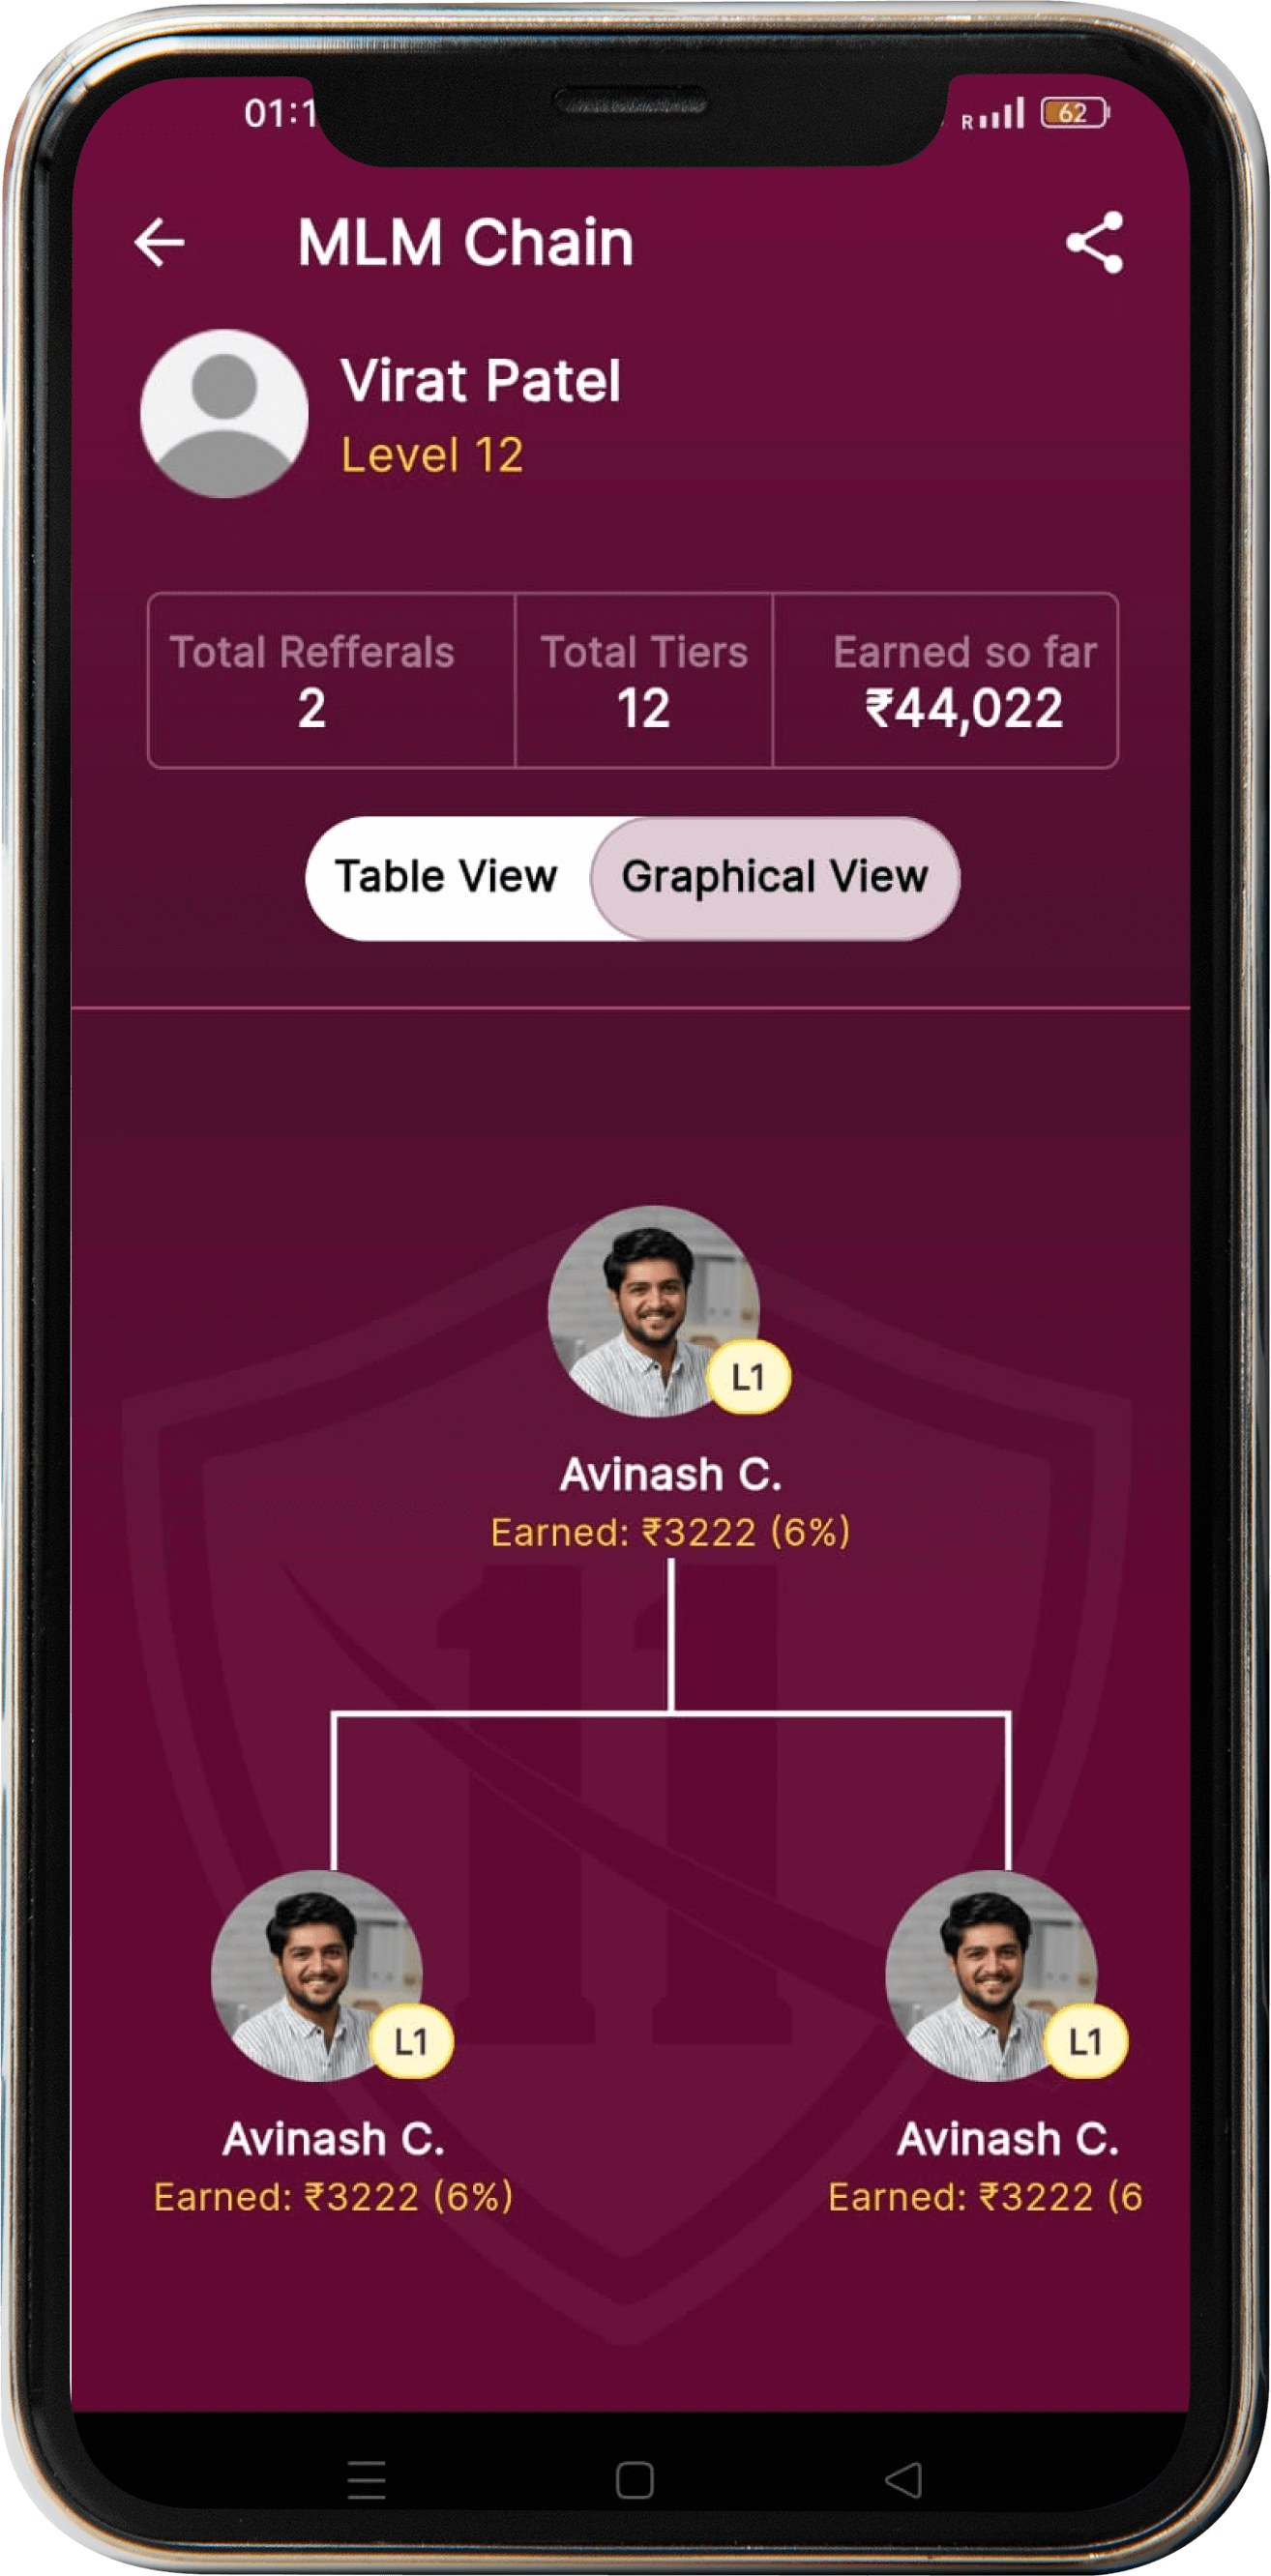 01:1
R
62
MLM Chain
Virat Patel
Level 12
Total Refferals
2
Total Tiers
12
Earned so far
₹44,022
Table View
Graphical View
L1
Avinash C.
Earned: ₹3222 (6%)
11
L1
Avinash C.
Earned: ₹3222 (6%)
L1
Avinash C.
Earned: ₹3222 (6